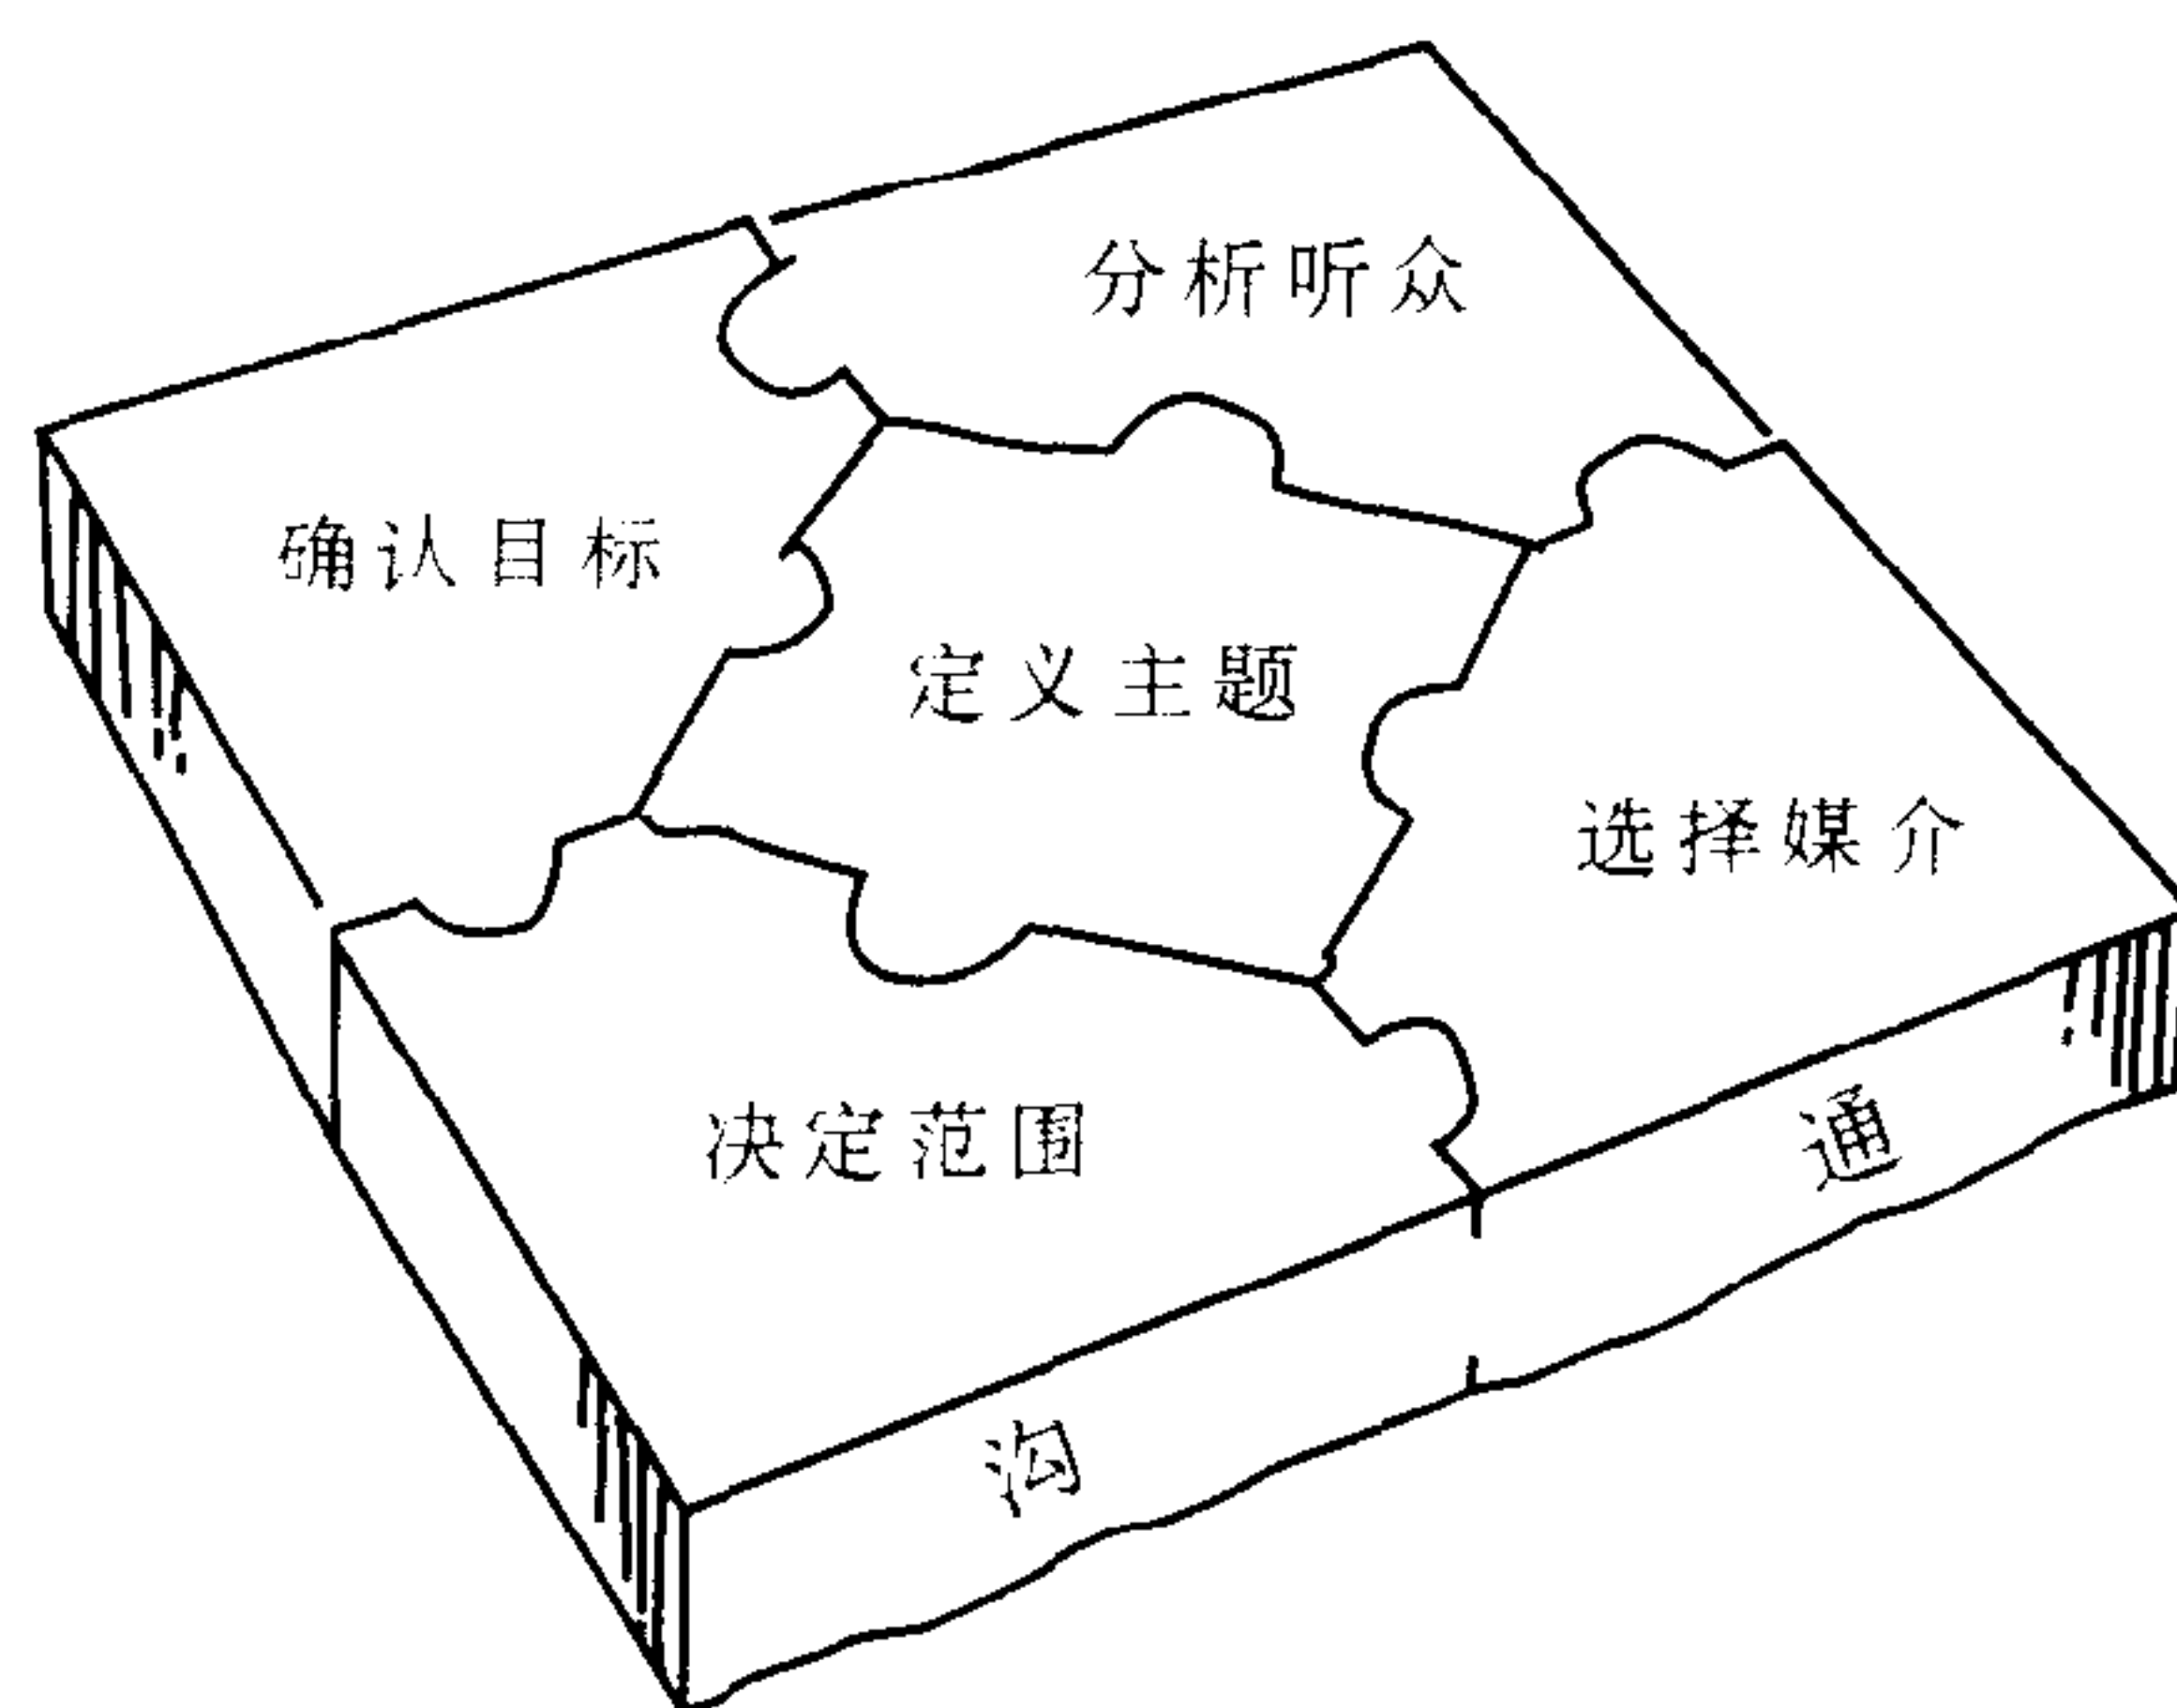 分析听众
确认目标
定义主题
选择媒介
决定范围
沟通